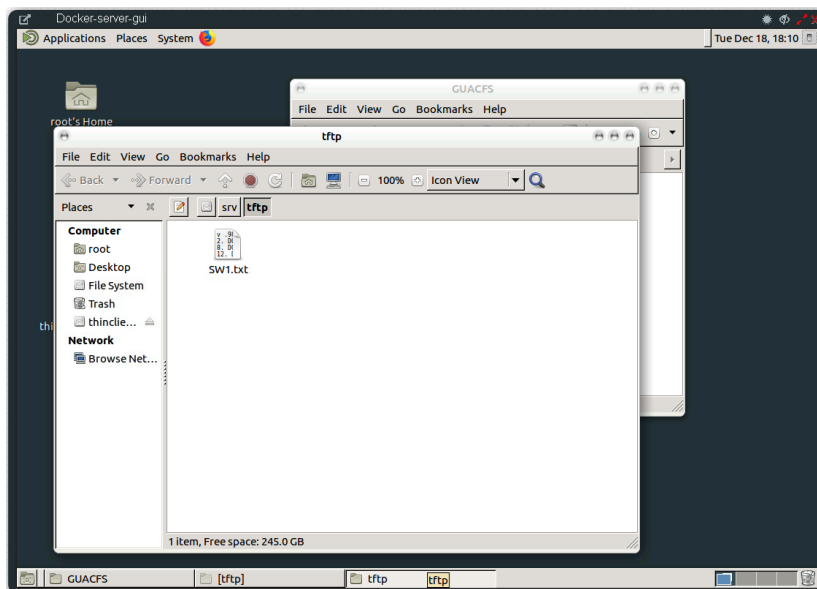 Docker-server-gui
Applications Places System
Tue Dec 18, 18:10
root's Home
GUACFS
File Edit View Go Bookmarks Help
tftp
File Edit View Go Bookmarks Help
Back Forward 100% Icon View
Places srv tftp
Computer
root
Desktop
File System
Trash
thinclie...
Network
Browse Net...
SW1.txt
thi
1 item, Free space: 245.0 GB
GUACFS [tftp] tftp tftp